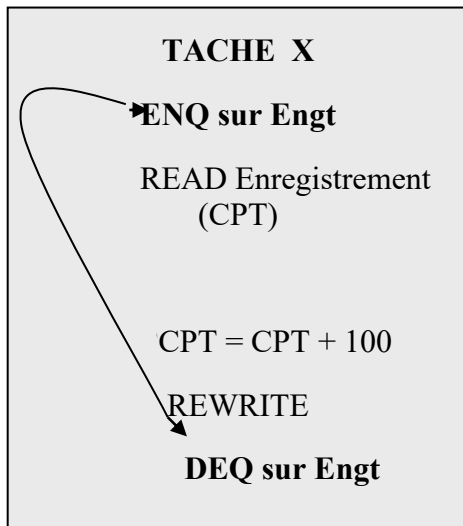 TACHE X
ENQ sur Engt
READ Enregistrement
(CPT)
CPT = CPT + 100
REWRITE
DEQ sur Engt